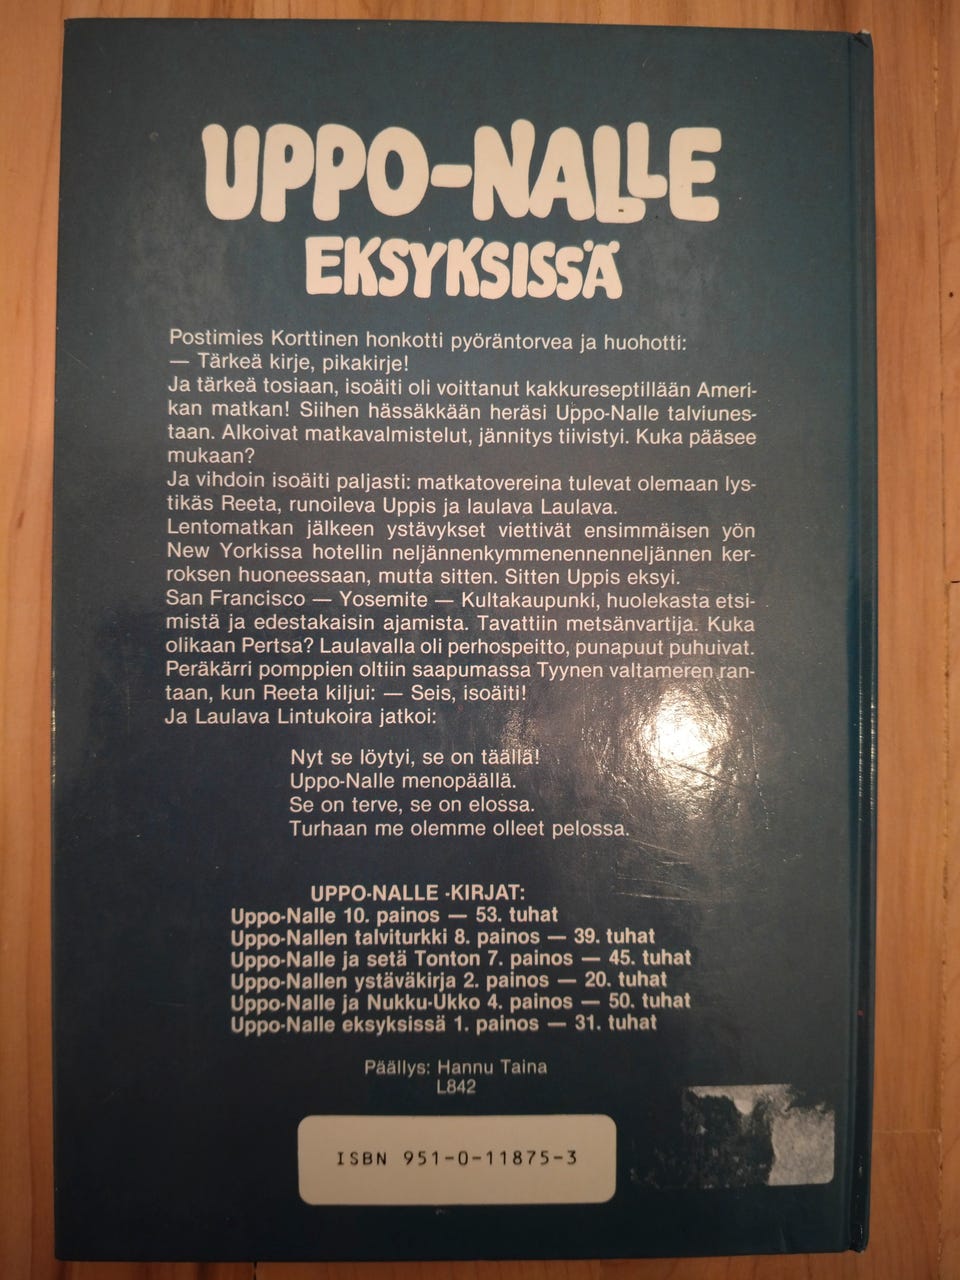 UPPO-NALLE
EKSYKSISSÄ
Postimies Korttinen honkotti pyöräntorvea ja huohotti:
— Tärkeä kirje, pikakirje!
Ja tärkeä tosiaan, isoäiti oli voittanut kakkureseptillään Ameri-
kan matkan! Siihen hässäkkään heräsi Uppo-Nalle talviunes-
taan. Alkoivat matkavalmistelut, jännitys tiivistyi. Kuka pääsee
mukaan?
Ja vihdoin isoäiti paljasti: matkatovereina tulevat olemaan lys-
tikäs Reeta, runoileva Uppis ja laulava Laulava.
Lentomatkan jälkeen ystävykset viettivät ensimmäisen yön
New Yorkissa hotellin neljännenkymmenennenneljännen ker-
roksen huoneessaan, mutta sitten. Sitten Uppis eksyi.
San Francisco — Yosemite — Kultakaupunki, huolekasta etsi-
mistä ja edestakaisin ajamista. Tavattiin metsänvartija. Kuka
olikaan Pertsa? Laulavalla oli perhospeitto, punapuut puhuivat.
Peräkärri pomppien oltiin saapumassa Tyynen valtameren ran-
taan, kun Reeta kiljui: — Seis, isoäiti!
Ja Laulava Lintukoira jatkoi:
Nyt se löytyi, se on täällä!
Uppo-Nalle menopäällä.
Se on terve, se on elossa.
Turhaan me olemme olleet pelossa.
UPPO-NALLE -KIRJAT:
Uppo-Nalle 10. painos — 53. tuhat
Uppo-Nallen talviturkki 8. painos — 39. tuhat
Uppo-Nalle ja setä Tonton 7. painos — 45. tuhat
Uppo-Nallen ystäväkirja 2. painos — 20. tuhat
Uppo-Nalle ja Nukku-Ukko 4. painos — 50. tuhat
Uppo-Nalle eksyksissä 1. painos — 31. tuhat
Päällys: Hannu Taina
L842
ISBN 951-0-11875-3